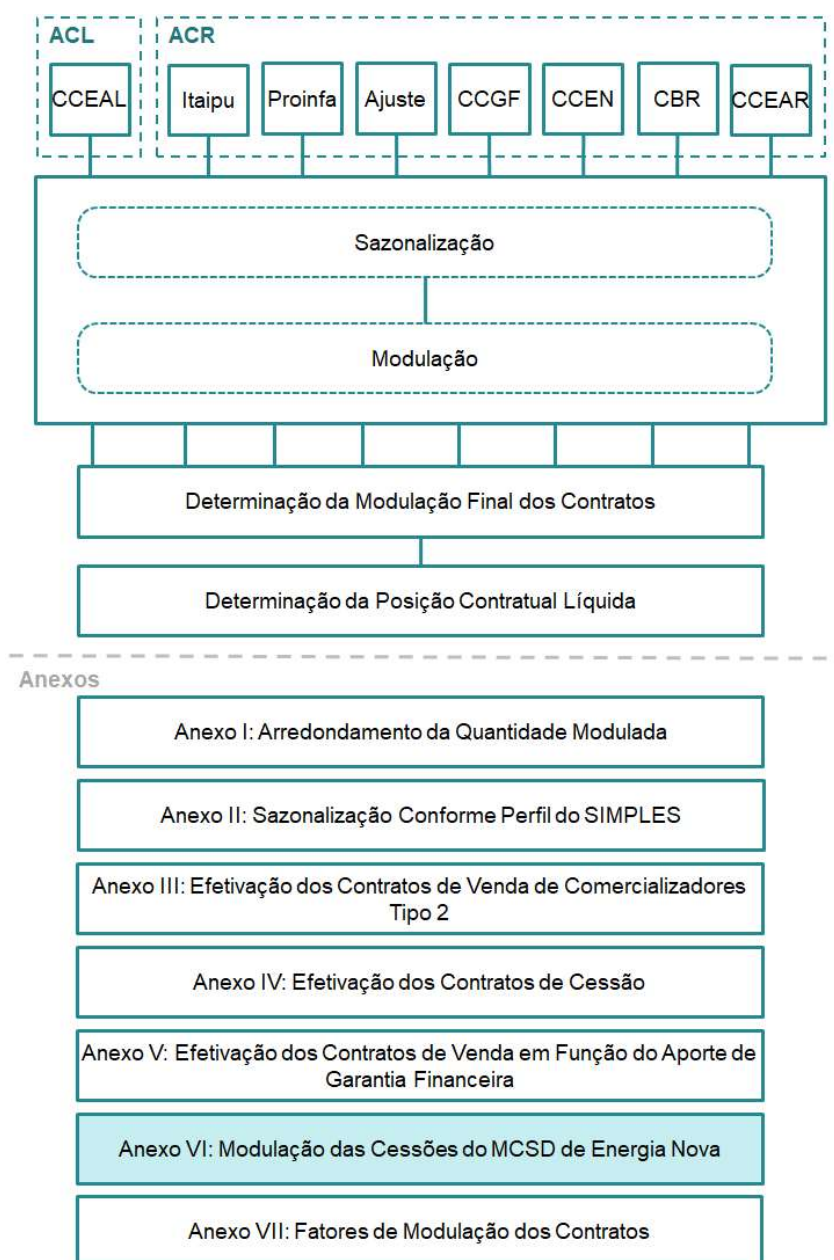 ACL ACR
CCEAL Itaipu Proinfa Ajuste CCGF CCEN CBR CCEAR
Sazonalização
Modulação
Determinação da Modulação Final dos Contratos
Determinação da Posição Contratual Líquida
Anexos
Anexo I: Arredondamento da Quantidade Modulada
Anexo II: Sazonalização Conforme Perfil do SIMPLES
Anexo III: Efetivação dos Contratos de Venda de Comercializadores
Tipo 2
Anexo IV: Efetivação dos Contratos de Cessão
Anexo V: Efetivação dos Contratos de Venda em Função do Aporte de
Garantia Financeira
Anexo VI: Modulação das Cessões do MCSD de Energia Nova
Anexo VII: Fatores de Modulação dos Contratos